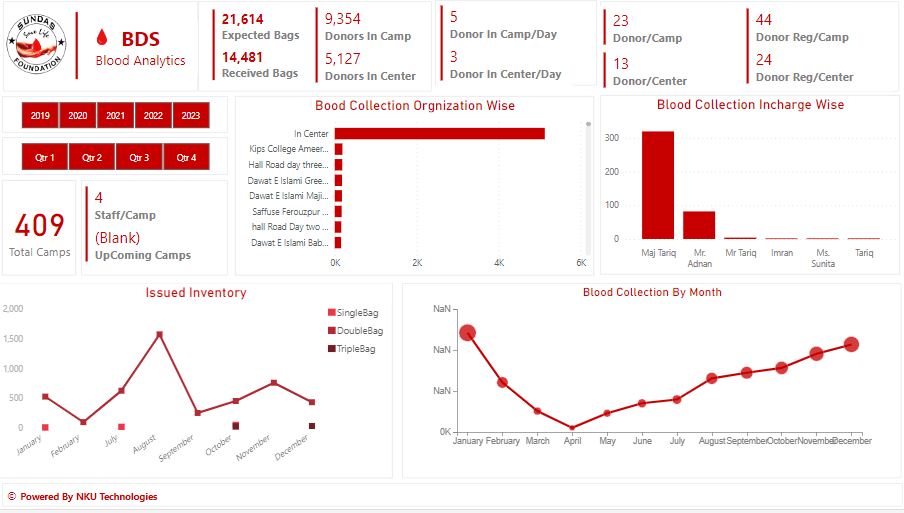 SUNDAS
Save Life
FOUNDATION
BDS
Blood Analytics
21,614
Expected Bags
14,481
Received Bags
9,354
Donors In Camp
5,127
Donors In Center
5
Donor In Camp/Day
3
Donor In Center/Day
23
Donor/Camp
13
Donor/Center
44
Donor Reg/Camp
24
Donor Reg/Center
2019 2020 2021 2022 2023
Qtr 1 Qtr 2 Qtr 3 Qtr 4
409
Total Camps
4
Staff/Camp
(Blank)
UpComing Camps
Bood Collection Orgnization Wise
In Center
Kips College Ameer...
Hall Road day three...
Dawat E Islami Gree...
Dawat E Islami Maji...
Saffuse Ferouzpur ...
hall Road Day two ...
Dawat E Islami Bab...
0K 2K 4K 6K
Blood Collection Incharge Wise
300
200
100
0
Maj Tariq
Mr. Adnan
Mr Tariq
Imran
Ms. Sunita
Tariq
Issued Inventory
2,000
1,500
1,000
500
0
SingleBag
DoubleBag
TripleBag
January February July August September October November December
Blood Collection By Month
NaN
NaN
NaN
0K
January February March April May June July August September October November December
© Powered By NKU Technologies